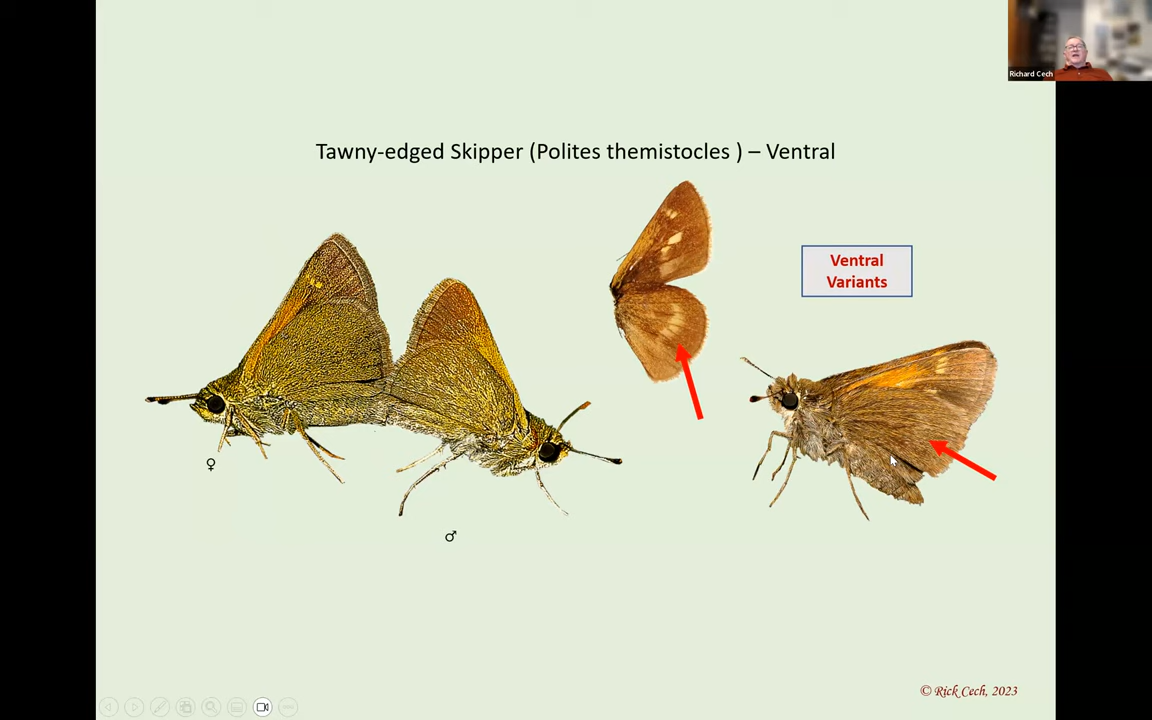 Richard Cech
Tawny-edged Skipper (Polites themistocles ) – Ventral
Ventral
Variants
♀
♂
© Rick Cech, 2023